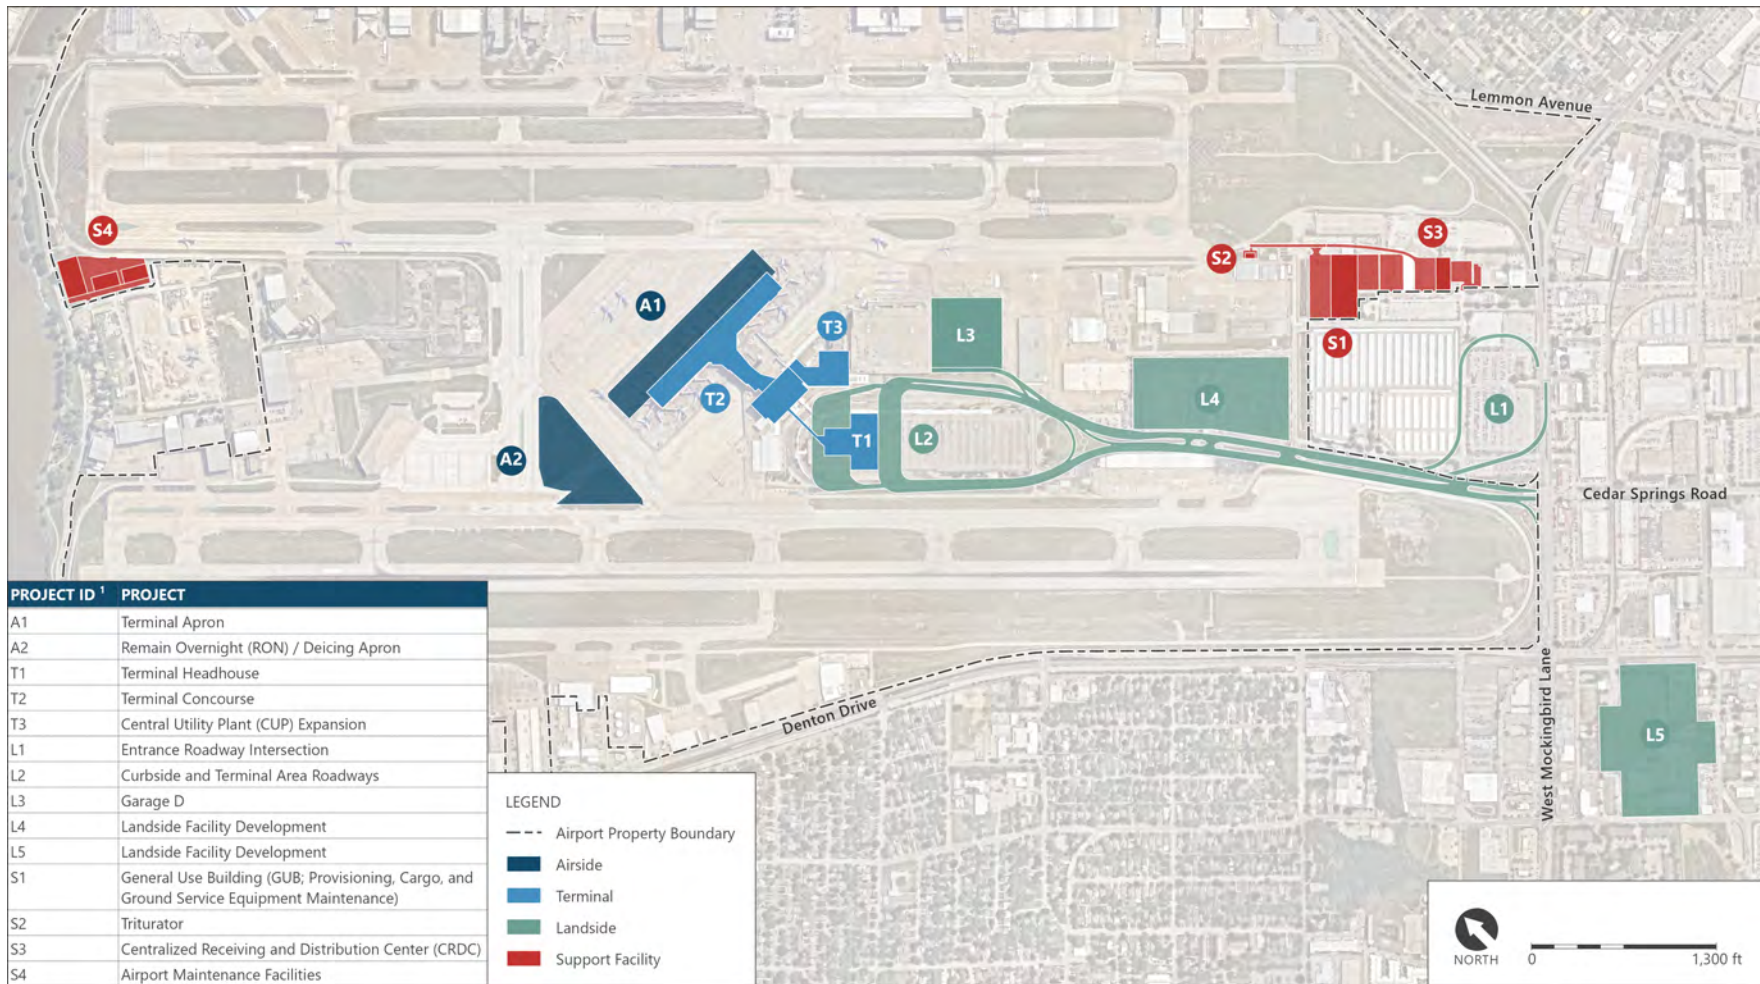 Lemmon Avenue
S4
S3
S2
A1
T3
L3
S1
T2
L4
L1
T1
L2
A2
Cedar Springs Road
West Mockingbird Lane
Denton Drive
L5
PROJECT ID 1 PROJECT
A1 Terminal Apron
A2 Remain Overnight (RON) / Deicing Apron
T1 Terminal Headhouse
T2 Terminal Concourse
T3 Central Utility Plant (CUP) Expansion
L1 Entrance Roadway Intersection
L2 Curbside and Terminal Area Roadways
L3 Garage D
L4 Landside Facility Development
L5 Landside Facility Development
S1 General Use Building (GUB; Provisioning, Cargo, and
Ground Service Equipment Maintenance)
S2 Triturator
S3 Centralized Receiving and Distribution Center (CRDC)
S4 Airport Maintenance Facilities
LEGEND
Airport Property Boundary
Airside
Terminal
Landside
Support Facility
NORTH
0 1,300 ft